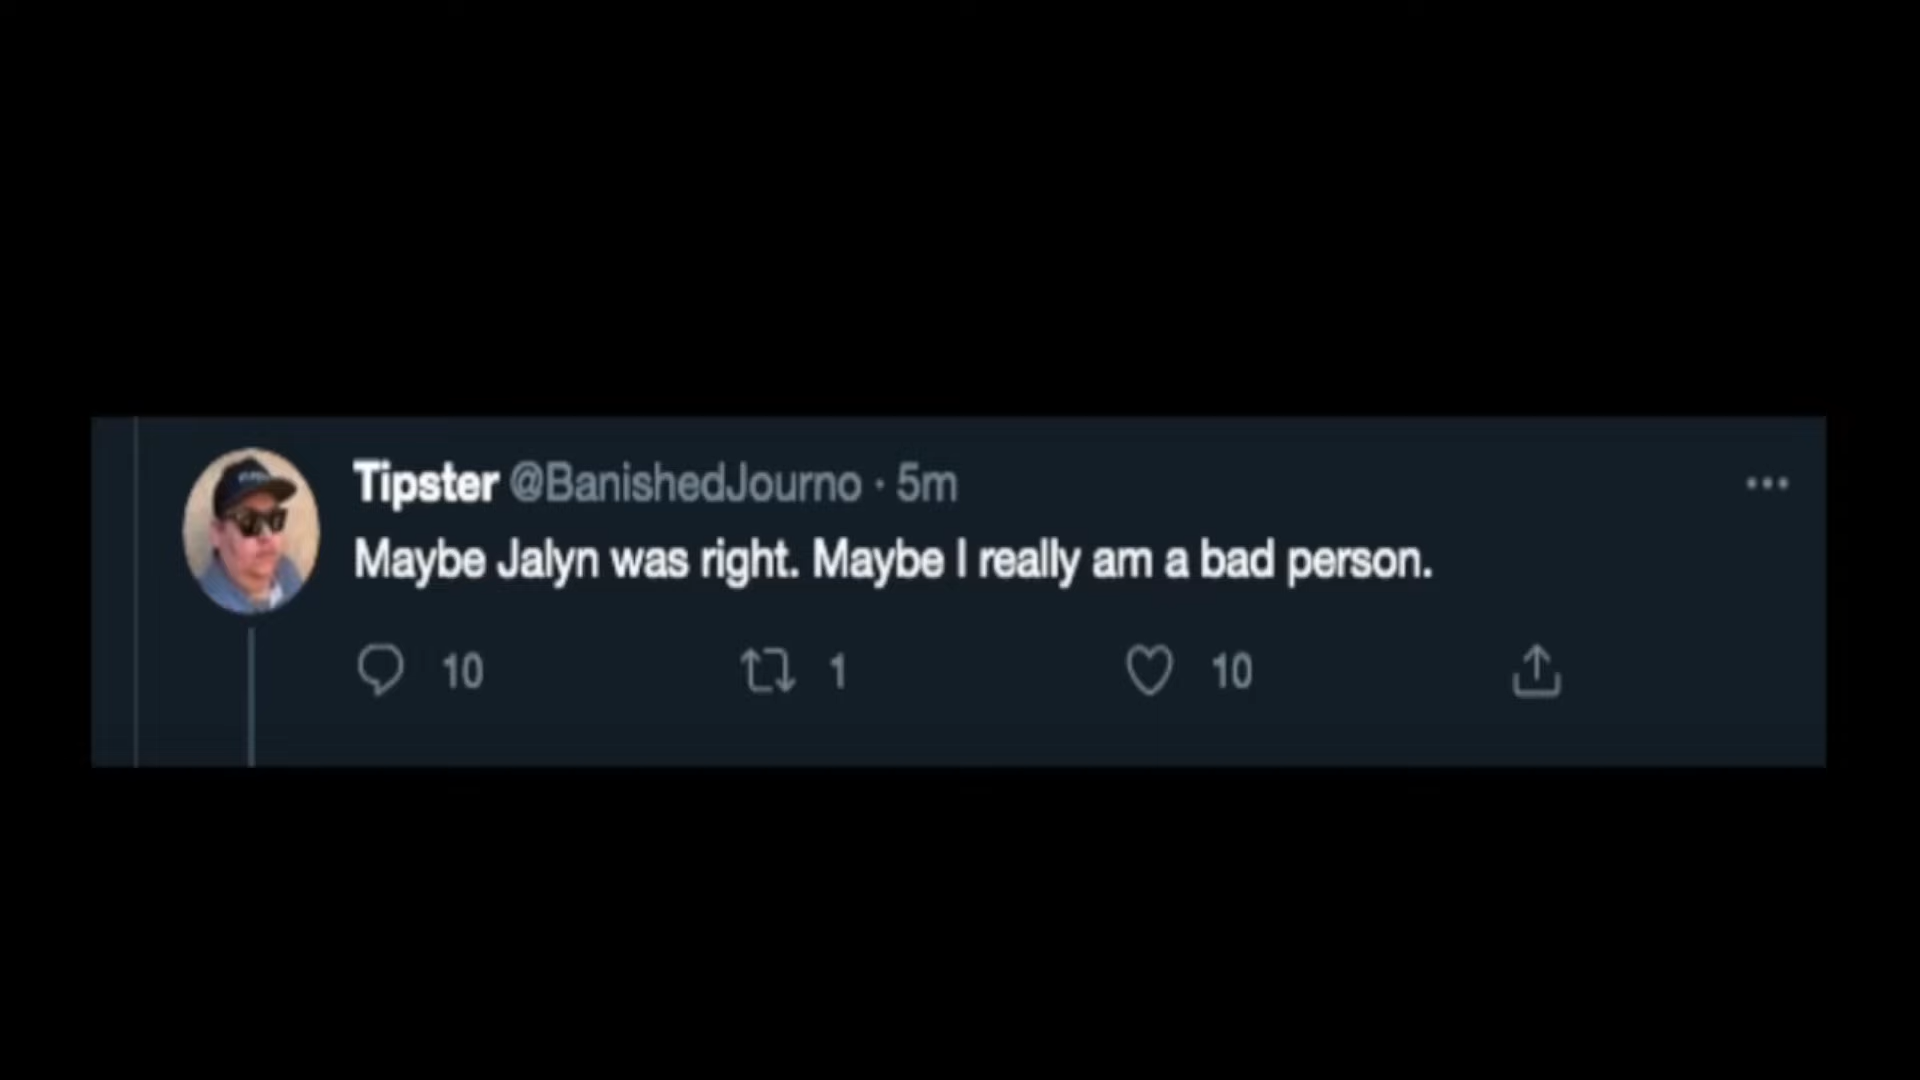 Tipster @BanishedJourno · 5m
Maybe Jalyn was right. Maybe I really am a bad person.
10 1 10